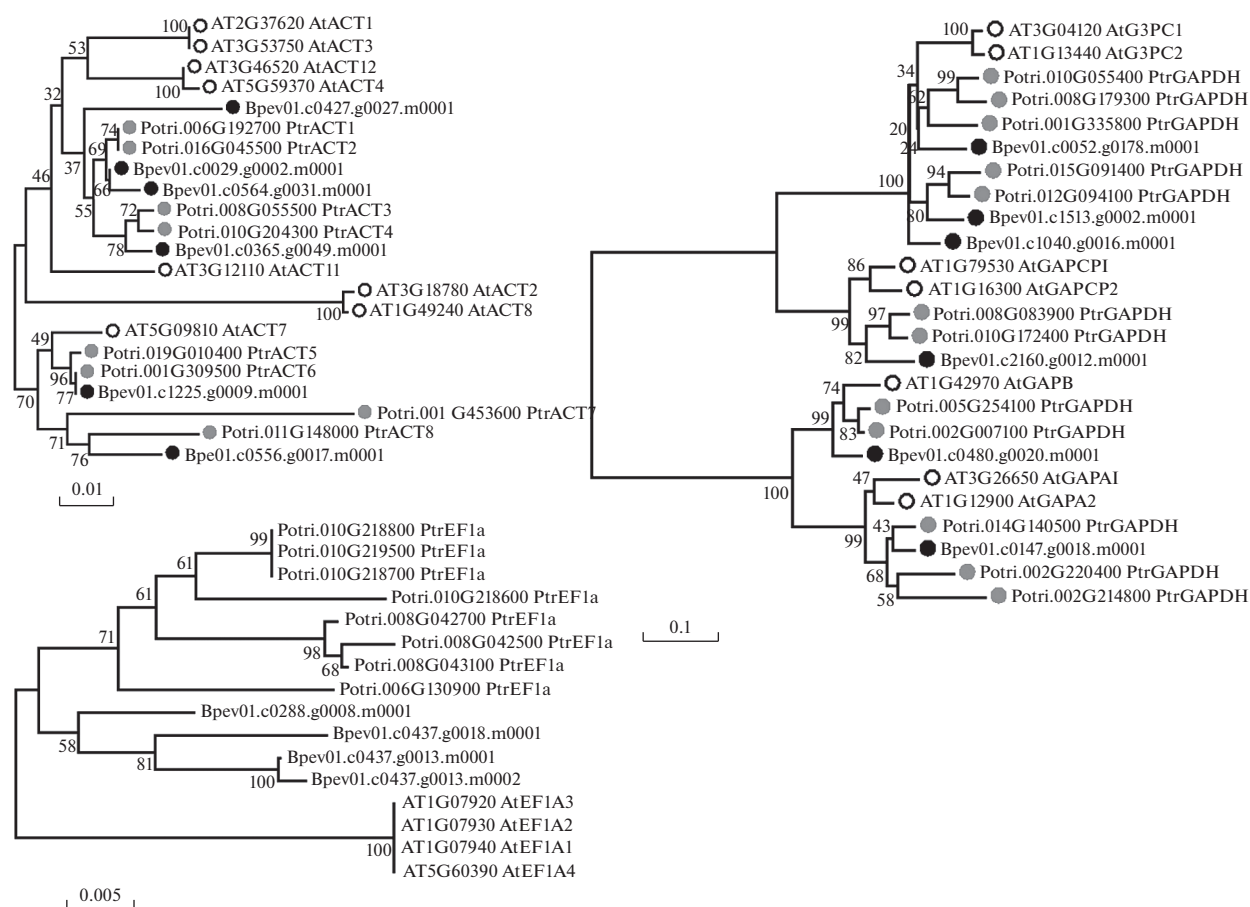 100
AT2G37620 AtACT1
AT3G53750 AtACT3
53
AT3G46520 AtACT12
100
AT5G59370 AtACT4
32
Bpev01.c0427.g0027.m0001
74
Potri.006G192700 PtrACT1
69
Potri.016G045500 PtrACT2
37
Bpev01.c0029.g0002.m0001
46
66
Bpev01.c0564.g0031.m0001
55
72
Potri.008G055500 PtrACT3
Potri.010G204300 PtrACT4
78
Bpev01.c0365.g0049.m0001
AT3G12110 AtACT11
AT3G18780 AtACT2
100
AT1G49240 AtACT8
49
AT5G09810 AtACT7
Potri.019G010400 PtrACT5
96
Potri.001G309500 PtrACT6
77
Bpev01.c1225.g0009.m0001
70
Potri.001 G453600 PtrACT7
Potri.011G148000 PtrACT8
71
76
Bpe01.c0556.g0017.m0001
0.01
99
Potri.010G218800 PtrEF1a
Potri.010G219500 PtrEF1a
61
Potri.010G218700 PtrEF1a
61
Potri.010G218600 PtrEF1a
71
Potri.008G042700 PtrEF1a
98
Potri.008G042500 PtrEF1a
68
Potri.008G043100 PtrEF1a
Potri.006G130900 PtrEF1a
Bpev01.c0288.g0008.m0001
58
Bpev01.c0437.g0018.m0001
81
Bpev01.c0437.g0013.m0001
100
Bpev01.c0437.g0013.m0002
AT1G07920 AtEF1A3
AT1G07930 AtEF1A2
100
AT1G07940 AtEF1A1
AT5G60390 AtEF1A4
0.005
100
AT3G04120 AtG3PC1
AT1G13440 AtG3PC2
34
99
Potri.010G055400 PtrGAPDH
62
Potri.008G179300 PtrGAPDH
20
Potri.001G335800 PtrGAPDH
24
Bpev01.c0052.g0178.m0001
94
Potri.015G091400 PtrGAPDH
100
Potri.012G094100 PtrGAPDH
80
Bpev01.c1513.g0002.m0001
Bpev01.c1040.g0016.m0001
86
AT1G79530 AtGAPCPI
AT1G16300 AtGAPCP2
97
Potri.008G083900 PtrGAPDH
99
Potri.010G172400 PtrGAPDH
82
Bpev01.c2160.g0012.m0001
74
AT1G42970 AtGAPB
99
Potri.005G254100 PtrGAPDH
83
Potri.002G007100 PtrGAPDH
Bpev01.c0480.g0020.m0001
100
47
AT3G26650 AtGAPAI
AT1G12900 AtGAPA2
43
Potri.014G140500 PtrGAPDH
99
Bpev01.c0147.g0018.m0001
68
Potri.002G220400 PtrGAPDH
58
Potri.002G214800 PtrGAPDH
0.1